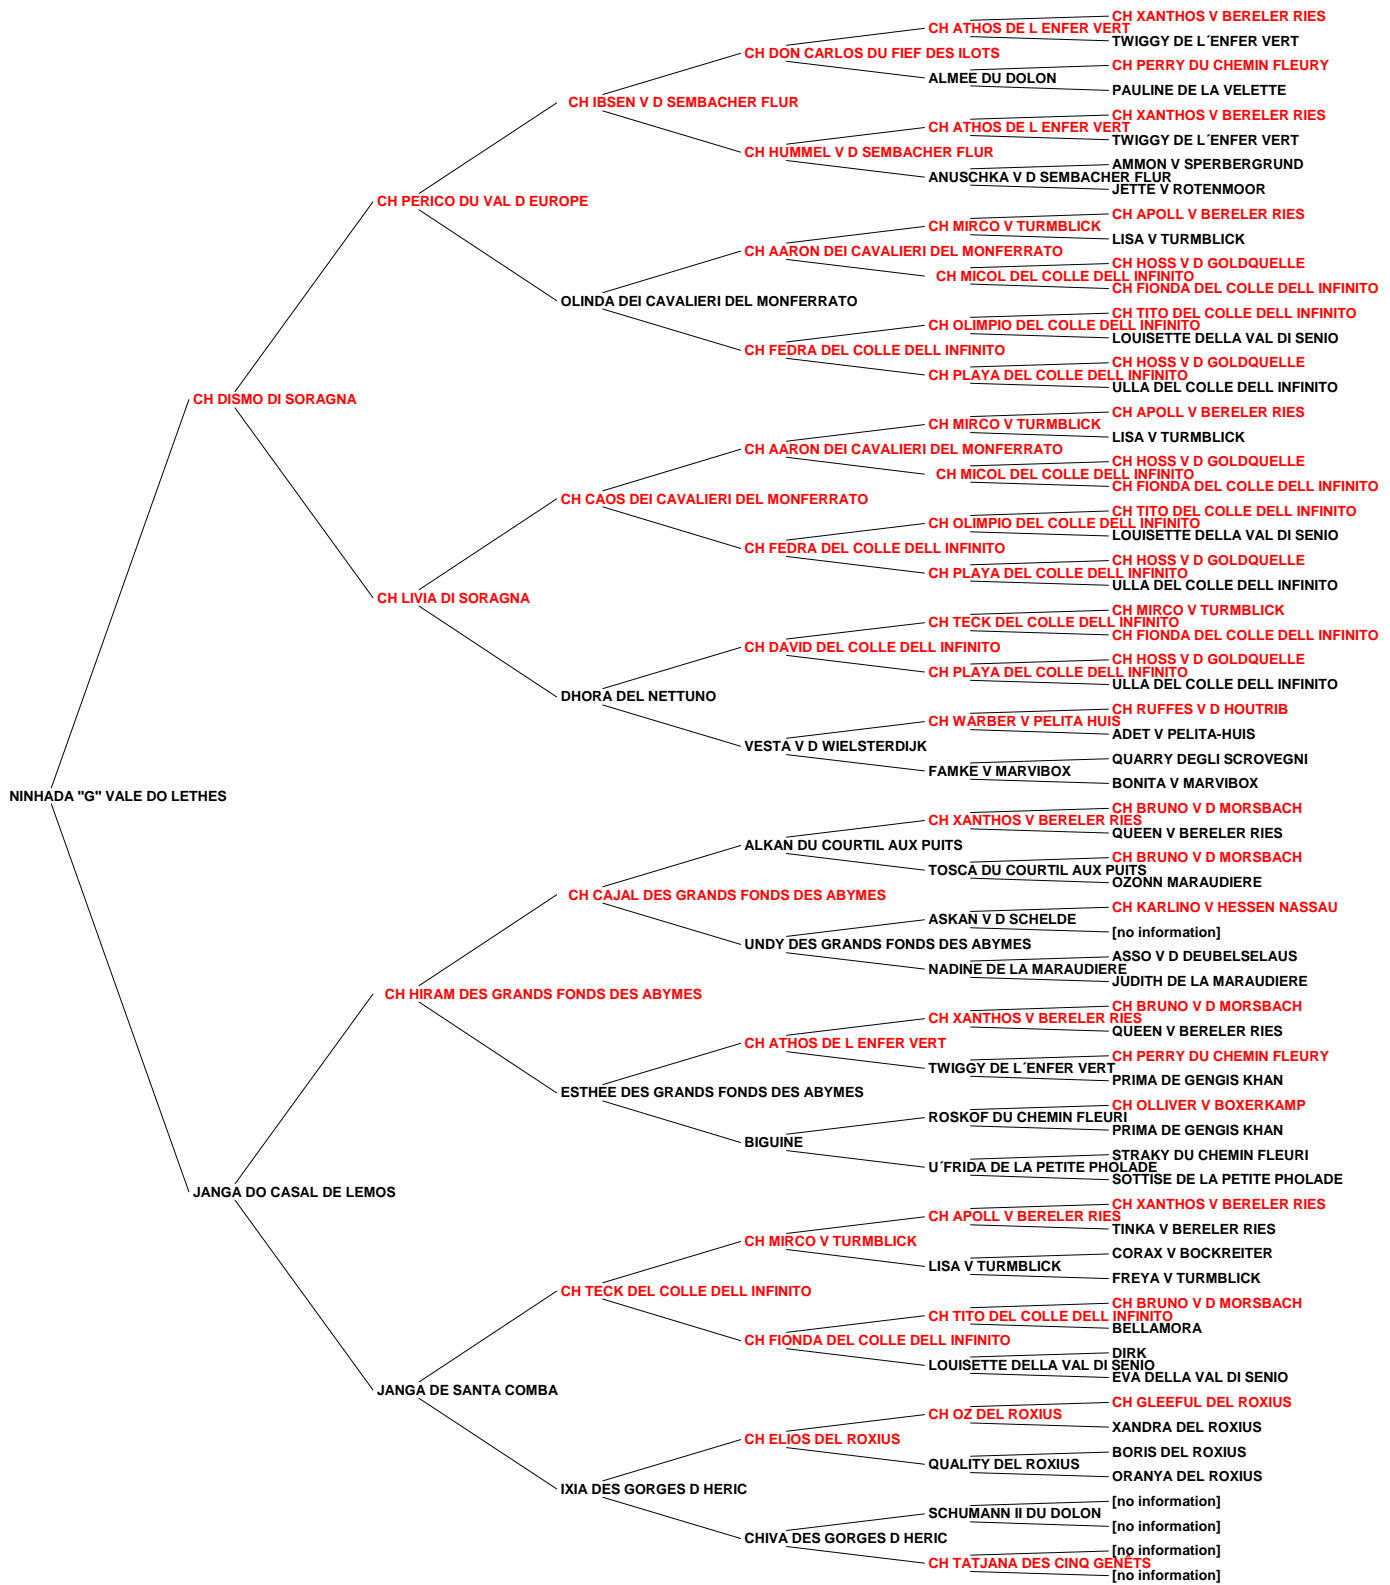 CH XANTHOS V BERELER RIES
CH ATHOS DE L ENFER VERT
TWIGGY DE L´ENFER VERT
CH DON CARLOS DU FIEF DES ILOTS
CH PERRY DU CHEMIN FLEURY
ALMEE DU DOLON
PAULINE DE LA VELETTE
CH IBSEN V D SEMBACHER FLUR
CH XANTHOS V BERELER RIES
CH ATHOS DE L ENFER VERT
TWIGGY DE L´ENFER VERT
CH HUMMEL V D SEMBACHER FLUR
AMMON V SPERBERGRUND
ANUSCHKA V D SEMBACHER FLUR
JETTE V ROTENMOOR
CH PERICO DU VAL D EUROPE
CH APOLL V BERELER RIES
CH MIRCO V TURMBLICK
LISA V TURMBLICK
CH AARON DEI CAVALIERI DEL MONFERRATO
CH HOSS V D GOLDQUELLE
CH MICOL DEL COLLE DELL INFINITO
CH FIONDA DEL COLLE DELL INFINITO
OLINDA DEI CAVALIERI DEL MONFERRATO
CH TITO DEL COLLE DELL INFINITO
CH OLIMPIO DEL COLLE DELL INFINITO
LOUISETTE DELLA VAL DI SENIO
CH FEDRA DEL COLLE DELL INFINITO
CH HOSS V D GOLDQUELLE
CH PLAYA DEL COLLE DELL INFINITO
ULLA DEL COLLE DELL INFINITO
CH DISMO DI SORAGNA
CH APOLL V BERELER RIES
CH MIRCO V TURMBLICK
LISA V TURMBLICK
CH AARON DEI CAVALIERI DEL MONFERRATO
CH HOSS V D GOLDQUELLE
CH MICOL DEL COLLE DELL INFINITO
CH FIONDA DEL COLLE DELL INFINITO
CH CAOS DEI CAVALIERI DEL MONFERRATO
CH TITO DEL COLLE DELL INFINITO
CH OLIMPIO DEL COLLE DELL INFINITO
LOUISETTE DELLA VAL DI SENIO
CH FEDRA DEL COLLE DELL INFINITO
CH HOSS V D GOLDQUELLE
CH PLAYA DEL COLLE DELL INFINITO
ULLA DEL COLLE DELL INFINITO
CH LIVIA DI SORAGNA
CH MIRCO V TURMBLICK
CH TECK DEL COLLE DELL INFINITO
CH FIONDA DEL COLLE DELL INFINITO
CH DAVID DEL COLLE DELL INFINITO
CH HOSS V D GOLDQUELLE
CH PLAYA DEL COLLE DELL INFINITO
ULLA DEL COLLE DELL INFINITO
DHORA DEL NETTUNO
CH RUFFES V D HOUTRIB
CH WARBER V PELITA HUIS
ADET V PELITA-HUIS
VESTA V D WIELSTERDIJK
QUARRY DEGLI SCROVEGNI
FAMKE V MARVIBOX
BONITA V MARVIBOX
NINHADA "G" VALE DO LETHES
CH BRUNO V D MORSBACH
CH XANTHOS V BERELER RIES
QUEEN V BERELER RIES
ALKAN DU COURTIL AUX PUITS
CH BRUNO V D MORSBACH
TOSCA DU COURTIL AUX PUITS
OZONN MARAUDIERE
CH CAJAL DES GRANDS FONDS DES ABYMES
CH KARLINO V HESSEN NASSAU
ASKAN V D SCHELDE
[no information]
UNDY DES GRANDS FONDS DES ABYMES
ASSO V D DEUBELSELAUS
NADINE DE LA MARAUDIERE
JUDITH DE LA MARAUDIERE
CH HIRAM DES GRANDS FONDS DES ABYMES
CH BRUNO V D MORSBACH
CH XANTHOS V BERELER RIES
QUEEN V BERELER RIES
CH ATHOS DE L ENFER VERT
CH PERRY DU CHEMIN FLEURY
TWIGGY DE L´ENFER VERT
PRIMA DE GENGIS KHAN
ESTHEE DES GRANDS FONDS DES ABYMES
CH OLLIVER V BOXERKAMP
ROSKOF DU CHEMIN FLEURI
PRIMA DE GENGIS KHAN
BIGUINE
STRAKY DU CHEMIN FLEURI
U´FRIDA DE LA PETITE PHOLADE
SOTTISE DE LA PETITE PHOLADE
JANGA DO CASAL DE LEMOS
CH XANTHOS V BERELER RIES
CH APOLL V BERELER RIES
TINKA V BERELER RIES
CH MIRCO V TURMBLICK
CORAX V BOCKREITER
LISA V TURMBLICK
FREYA V TURMBLICK
CH TECK DEL COLLE DELL INFINITO
CH BRUNO V D MORSBACH
CH TITO DEL COLLE DELL INFINITO
BELLAMORA
CH FIONDA DEL COLLE DELL INFINITO
DIRK
LOUISETTE DELLA VAL DI SENIO
EVA DELLA VAL DI SENIO
JANGA DE SANTA COMBA
CH GLEEFUL DEL ROXIUS
CH OZ DEL ROXIUS
XANDRA DEL ROXIUS
CH ELIOS DEL ROXIUS
BORIS DEL ROXIUS
QUALITY DEL ROXIUS
ORANYA DEL ROXIUS
IXIA DES GORGES D HERIC
[no information]
SCHUMANN II DU DOLON
[no information]
CHIVA DES GORGES D HERIC
[no information]
CH TATJANA DES CINQ GENÊTS
[no information]